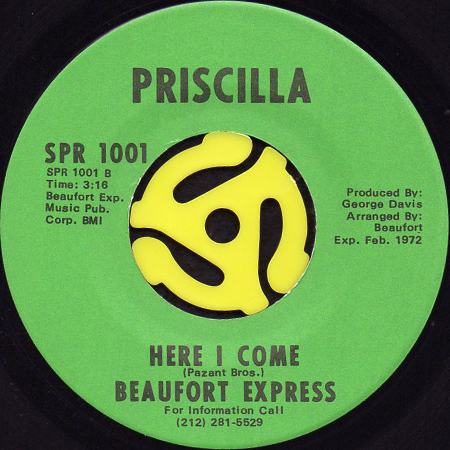 PRISCILLA
SPR 1001
SPR 1001 B
Time: 3:16
Beaufort Exp.
Music Pub.
Corp. BMI
Produced By:
George Davis
Arranged By:
Beaufort
Exp. Feb. 1972
HERE I COME
(Pazant Bros.)
BEAUFORT EXPRESS
For Information Call
(212) 281-5529